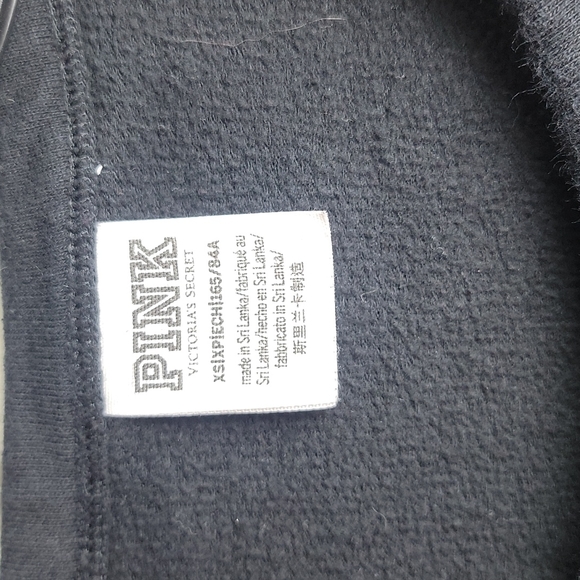 PINK
VICTORIA'S SECRET
XS|XP|ECH|165/84A
made in Sri Lanka/fabriqué au
Sri Lanka/hecho en Sri Lanka/
fabbricato in Sri Lanka/
斯里兰卡制造